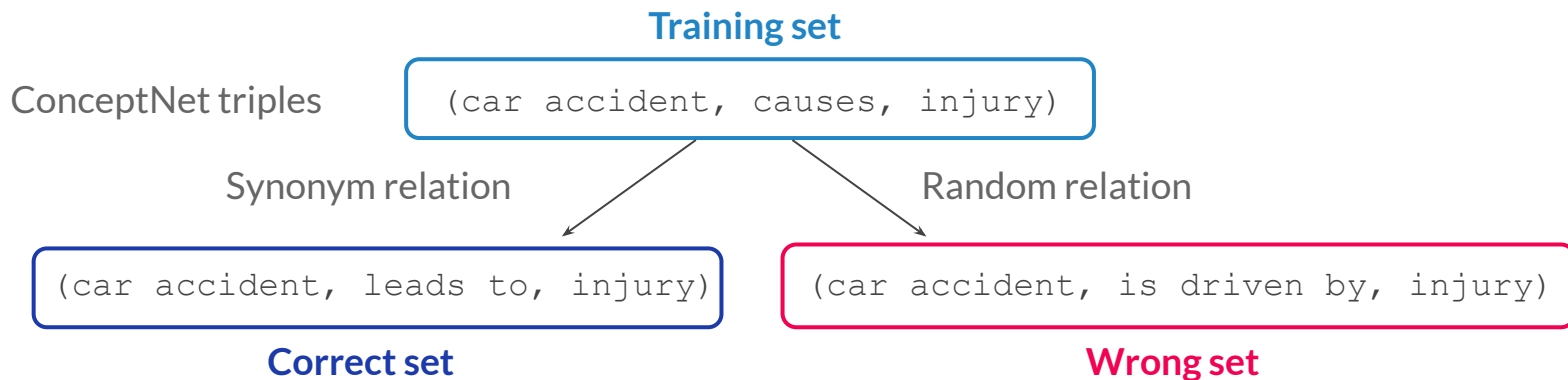 Training set
ConceptNet triples
(car accident, causes, injury)
Synonym relation
Random relation
(car accident, leads to, injury)
(car accident, is driven by, injury)
Correct set
Wrong set